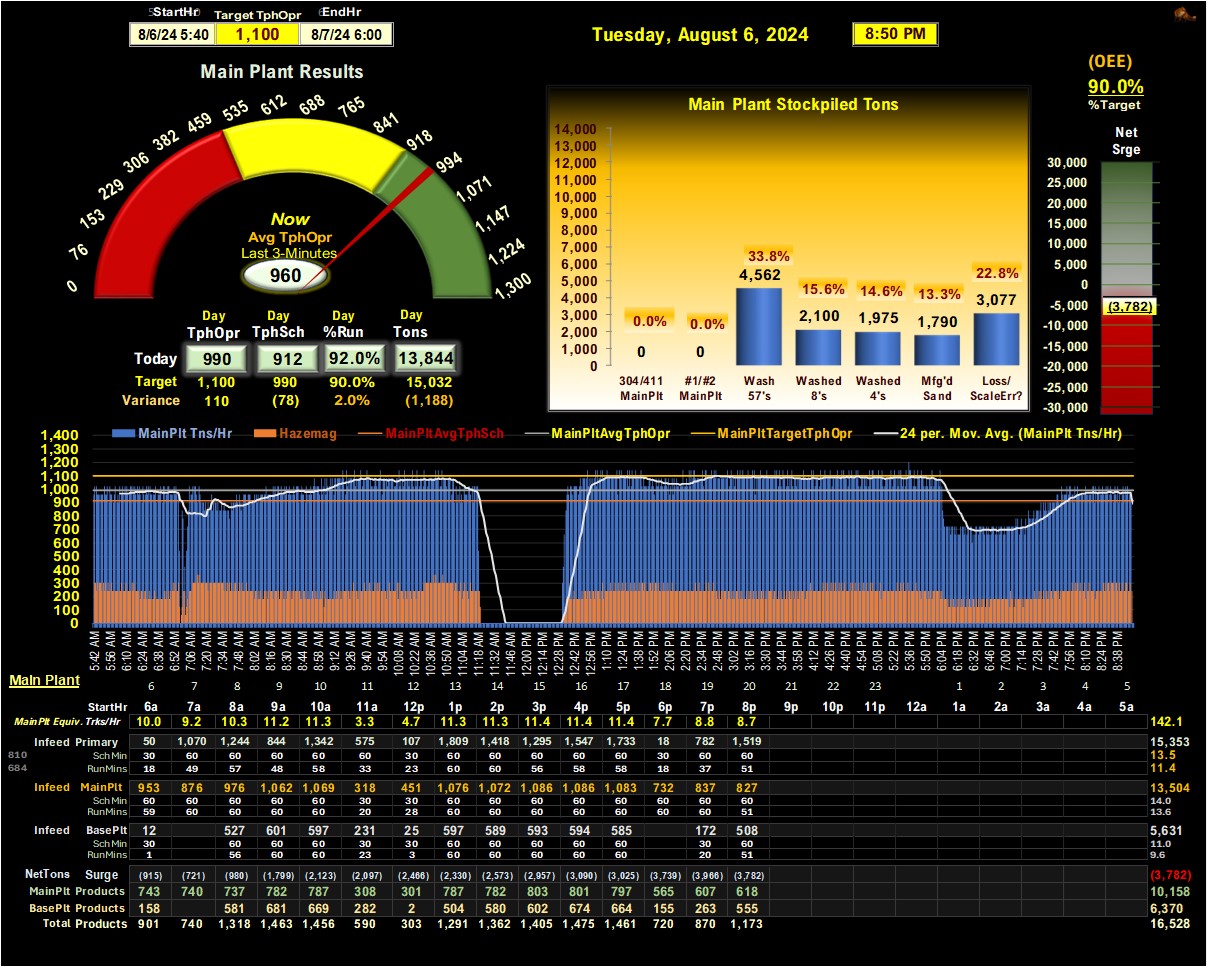 StartHr Target TphOpr EndHr
8/6/24 5:40 1,100 8/7/24 6:00
Tuesday, August 6, 2024 8:50 PM
(OEE)
90.0%
%Target
Main Plant Results
0 76 153 229 306 382 459 535 612 688 765 841 918 994 1,071 1,147 1,224 1,300
Now
Avg TphOpr
Last 3-Minutes
960
Day Day Day Day
TphOpr TphSch %Run Tons
Today 990 912 92.0% 13,844
Target 1,100 990 90.0% 15,032
Variance 110 (78) 2.0% (1,188)
Main Plant Stockpiled Tons
14,000
13,000
12,000
11,000
10,000
9,000
8,000
7,000
6,000
5,000
4,000
3,000
2,000
1,000
0
0.0% 0.0% 33.8% 15.6% 14.6% 13.3% 22.8%
0 0 4,562 2,100 1,975 1,790 3,077
304/411 #1/#2 Wash Washed Washed Mfg'd Loss/
MainPlt MainPlt 57's 8's 4's Sand ScaleErr?
Net
Srge
30,000
25,000
20,000
15,000
10,000
5,000
0
-5,000
-10,000
-15,000
-20,000
-25,000
-30,000
(3,782)
MainPlt Tns/Hr Hazemag MainPltAvgTphSch MainPltAvgTphOpr MainPltTargetTphOpr 24 per. Mov. Avg. (MainPlt Tns/Hr)
1,400
1,300
1,200
1,100
1,000
900
800
700
600
500
400
300
200
100
0
5:42 AM 5:56 AM 6:10 AM 6:24 AM 6:38 AM 6:52 AM 7:06 AM 7:20 AM 7:34 AM 7:48 AM 8:02 AM 8:16 AM 8:30 AM 8:44 AM 8:58 AM 9:12 AM 9:26 AM 9:40 AM 9:54 AM 10:08 AM 10:22 AM 10:36 AM 10:50 AM 11:04 AM 11:18 AM 11:32 AM 11:46 AM 12:00 PM 12:14 PM 12:28 PM 12:42 PM 12:56 PM 1:10 PM 1:24 PM 1:38 PM 1:52 PM 2:06 PM 2:20 PM 2:34 PM 2:48 PM 3:02 PM 3:16 PM 3:30 PM 3:44 PM 3:58 PM 4:12 PM 4:26 PM 4:40 PM 4:54 PM 5:08 PM 5:22 PM 5:36 PM 5:50 PM 6:04 PM 6:18 PM 6:32 PM 6:46 PM 7:00 PM 7:14 PM 7:28 PM 7:42 PM 7:56 PM 8:10 PM 8:24 PM 8:38 PM
Main Plant
6 7 8 9 10 11 12 13 14 15 16 17 18 19 20 21 22 23 1 2 3 4 5
StartHr 6a 7a 8a 9a 10a 11a 12p 1p 2p 3p 4p 5p 6p 7p 8p 9p 10p 11p 12a 1a 2a 3a 4a 5a
MainPlt Equiv. Trks/Hr 10.0 9.2 10.3 11.2 11.3 3.3 4.7 11.3 11.3 11.4 11.4 11.4 7.7 8.8 8.7 142.1
Infeed Primary 50 1,070 1,244 844 1,342 575 107 1,809 1,418 1,295 1,547 1,733 18 782 1,519 15,353
810 SchMin 30 60 60 60 60 60 30 60 60 60 60 60 30 60 60 13.5
684 RunMins 18 49 57 48 58 33 23 60 60 56 58 58 18 37 51 11.4
Infeed MainPlt 953 876 976 1,062 1,069 318 451 1,076 1,072 1,086 1,086 1,083 732 837 827 13,504
SchMin 60 60 60 60 60 30 30 60 60 60 60 60 60 60 60 14.0
RunMins 59 60 60 60 60 20 28 60 60 60 60 60 60 60 51 13.6
Infeed BasePlt 12 527 601 597 231 25 597 589 593 594 585 172 508 5,631
SchMin 30 60 60 60 30 30 60 60 60 60 60 30 60 11.0
RunMins 1 56 60 60 23 3 60 60 60 60 60 20 51 9.6
NetTons Surge (915) (721) (980) (1,799) (2,123) (2,097) (2,466) (2,330) (2,573) (2,957) (3,090) (3,025) (3,739) (3,966) (3,782) (3,782)
MainPlt Products 743 740 737 782 787 308 301 787 782 803 801 797 565 607 618 10,158
BasePlt Products 158 581 681 669 282 2 504 580 602 674 664 155 263 555 6,370
Total Products 901 740 1,318 1,463 1,456 590 303 1,291 1,362 1,405 1,475 1,461 720 870 1,173 16,528